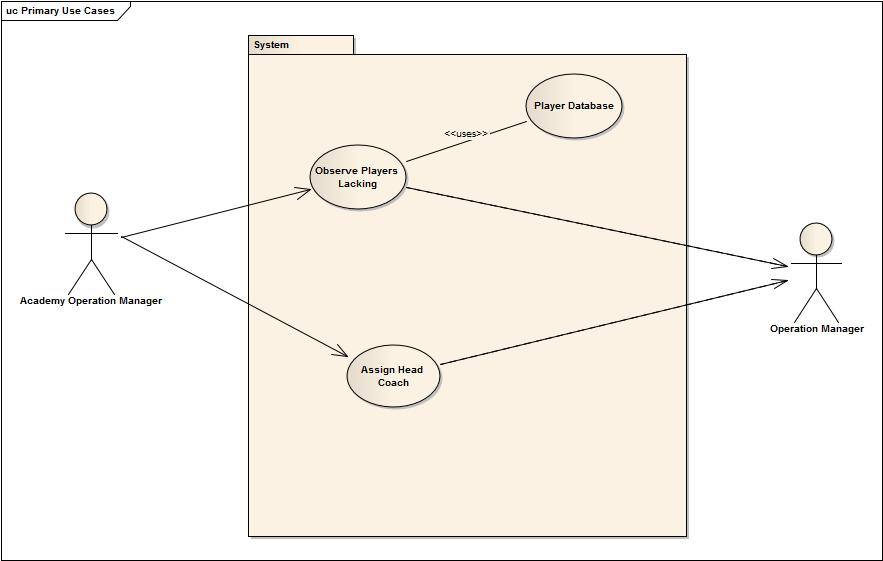 uc Primary Use Cases
System
Player Database
<<uses>>
Observe Players
Lacking
Academy Operation Manager
Operation Manager
Assign Head
Coach